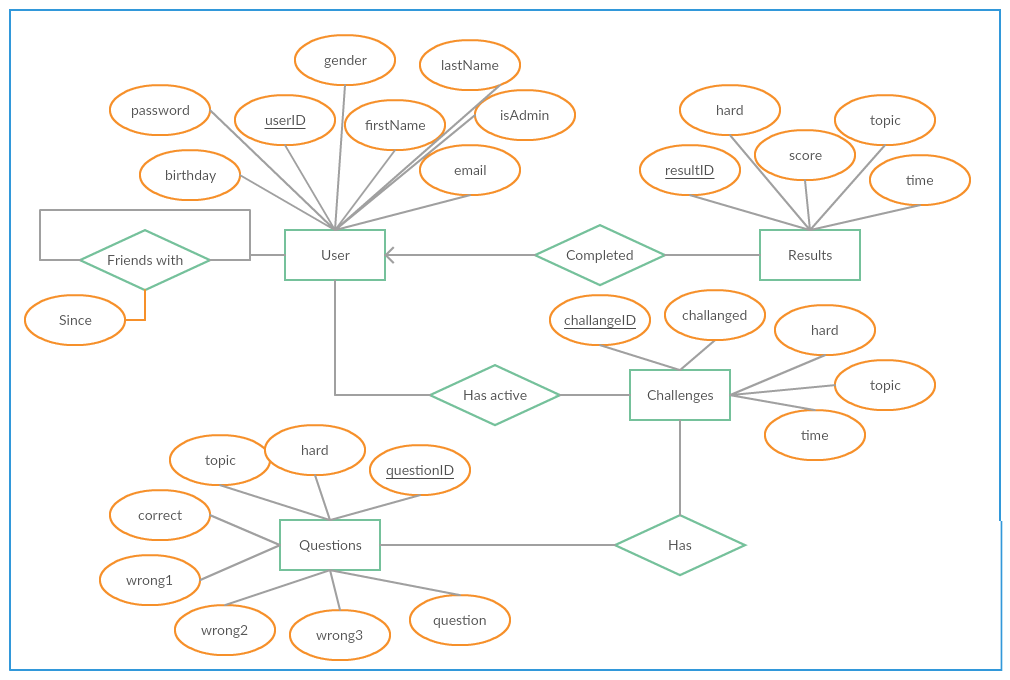 gender
lastName
password
userID
firstName
isAdmin
hard
topic
score
birthday
email
resultID
time
Friends with
User
Completed
Results
Since
challangeID
challanged
hard
topic
Has active
Challenges
time
topic
hard
questionID
correct
Questions
Has
wrong1
wrong2
wrong3
question